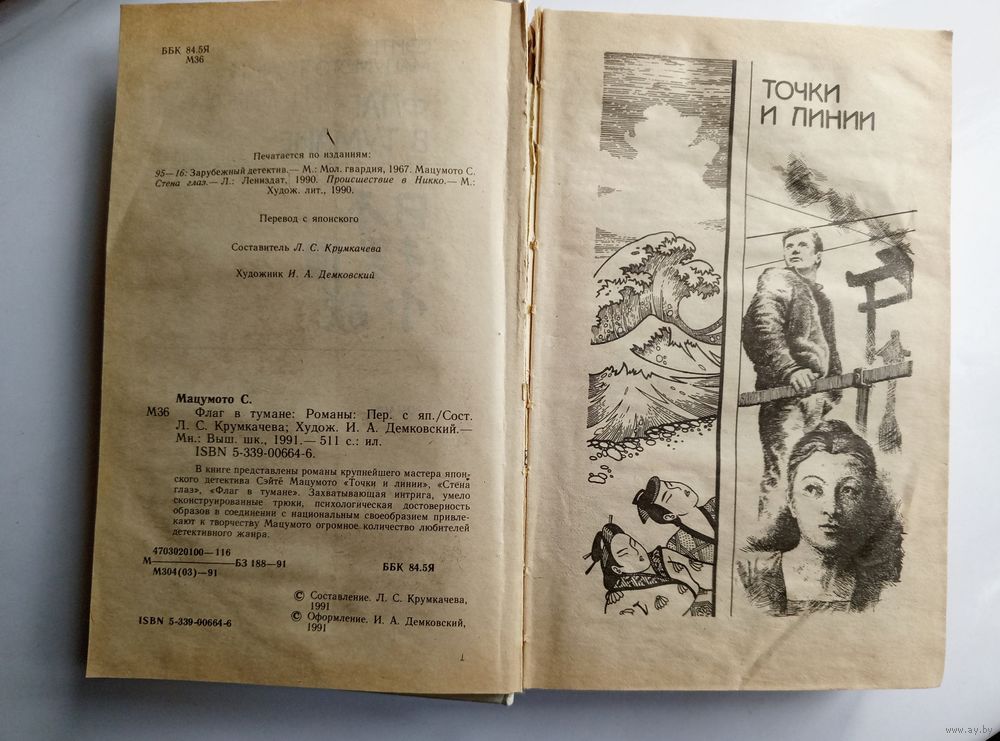 ББК 84.5Я
М36
Печатается по изданиям:
95—16: Зарубежный детектив.— М.: Мол. гвардия, 1967. Мацумото С.
Стена глаз.— Л.: Лениздат, 1990. Происшествие в Никко.— М.:
Худож. лит., 1990.
Перевод с японского
Составитель Л. С. Крумкачева
Художник И. А. Демковский
Мацумото С.
М36 Флаг в тумане: Романы: Пер. с яп./Сост.
Л. С. Крумкачева; Худож. И. А. Демковский.—
Мн.: Выш. шк., 1991.— 511 с.: ил.
ISBN 5-339-00664-6.
В книге представлены романы крупнейшего мастера япон-
ского детектива Сэйтё Мацумото «Точки и линии», «Стена
глаз», «Флаг в тумане». Захватывающая интрига, умело
сконструированные трюки, психологическая достоверность
образов в соединении с национальным своеобразием привле-
кают к творчеству Мацумото огромное количество любителей
детективного жанра.
4703020100—116
М————БЗ 188—91
М304(03)—91
ББК 84.5Я
© Составление. Л. С. Крумкачева,
1991
© Оформление. И. А. Демковский,
1991
ISBN 5-339-00664-6
ТОЧКИ
И ЛИНИИ
www.ay.by